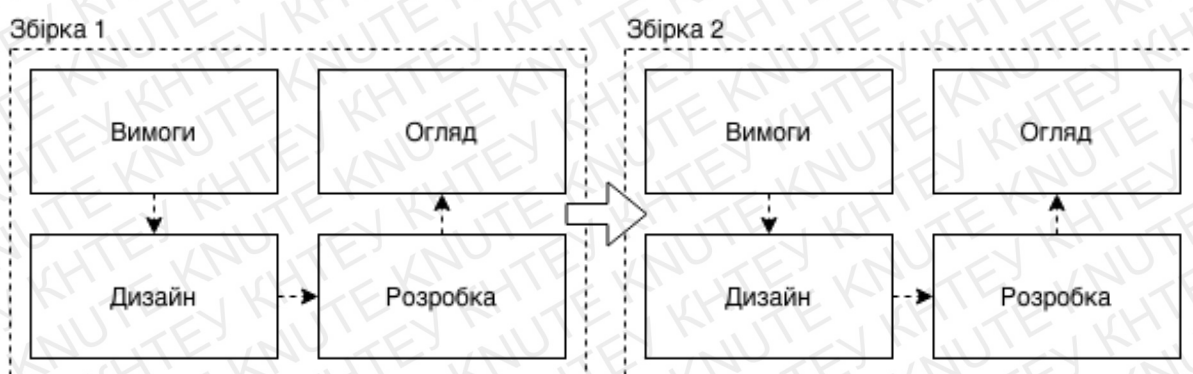 Збірка 1
Збірка 2
Вимоги
Огляд
Вимоги
Огляд
Дизайн
Розробка
Дизайн
Розробка